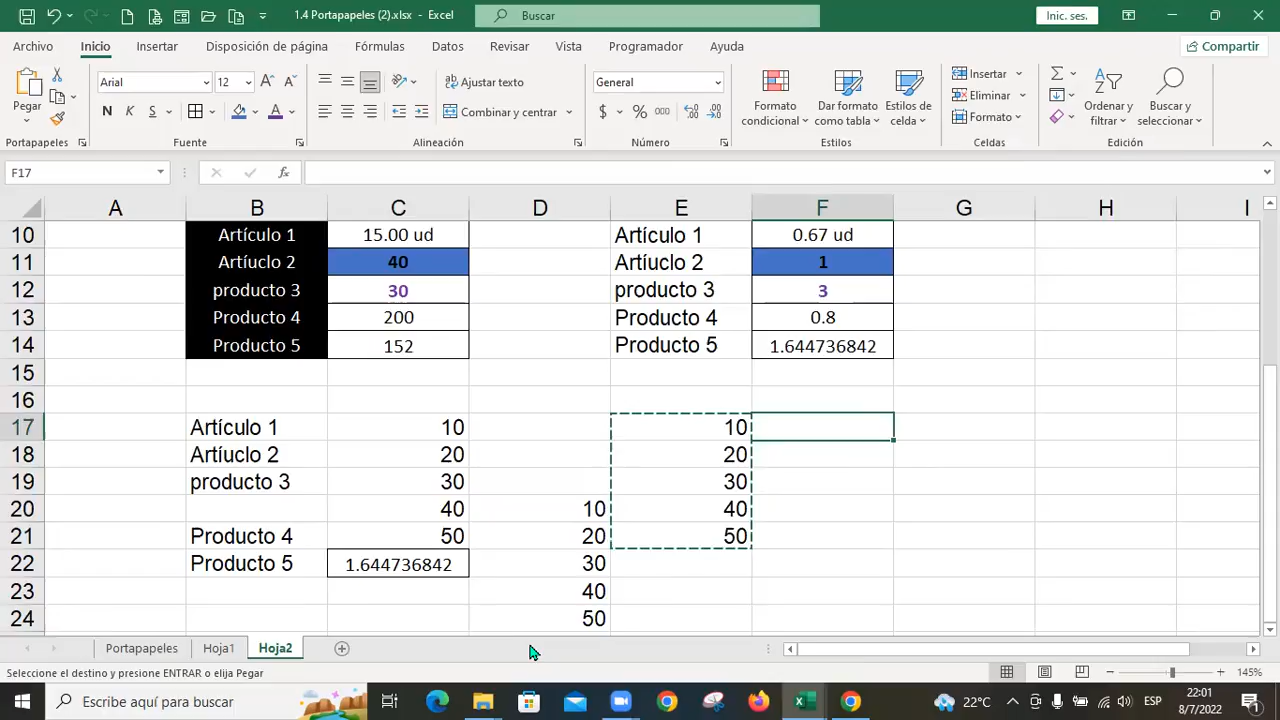 1.4 Portapapeles (2).xlsx - Excel
Buscar
Inic. ses.
Archivo Inicio Insertar Disposición de página Fórmulas Datos Revisar Vista Programador Ayuda Compartir
Pegar
Portapapeles
Arial 12
N K S
Fuente
Ajustar texto
Combinar y centrar
Alineación
General
$ % 000
Número
Formato condicional
Dar formato como tabla
Estilos de celda
Estilos
Insertar
Eliminar
Formato
Celdas
Ordenar y filtrar
Buscar y seleccionar
Edición
F17 fx
A B C D E F G H I
10 Artículo 1 15.00 ud Artículo 1 0.67 ud
11 Artíuclo 2 40 Artíuclo 2 1
12 producto 3 30 producto 3 3
13 Producto 4 200 Producto 4 0.8
14 Producto 5 152 Producto 5 1.644736842
15
16
17 Artículo 1 10 10
18 Artíuclo 2 20 20
19 producto 3 30 30
20 40 10 40
21 Producto 4 50 20 50
22 Producto 5 1.644736842 30
23 40
24 50
Portapapeles Hoja1 Hoja2
Seleccione el destino y presione ENTRAR o elija Pegar 145%
Escribe aquí para buscar
22°C
ESP
22:01
8/7/2022
1